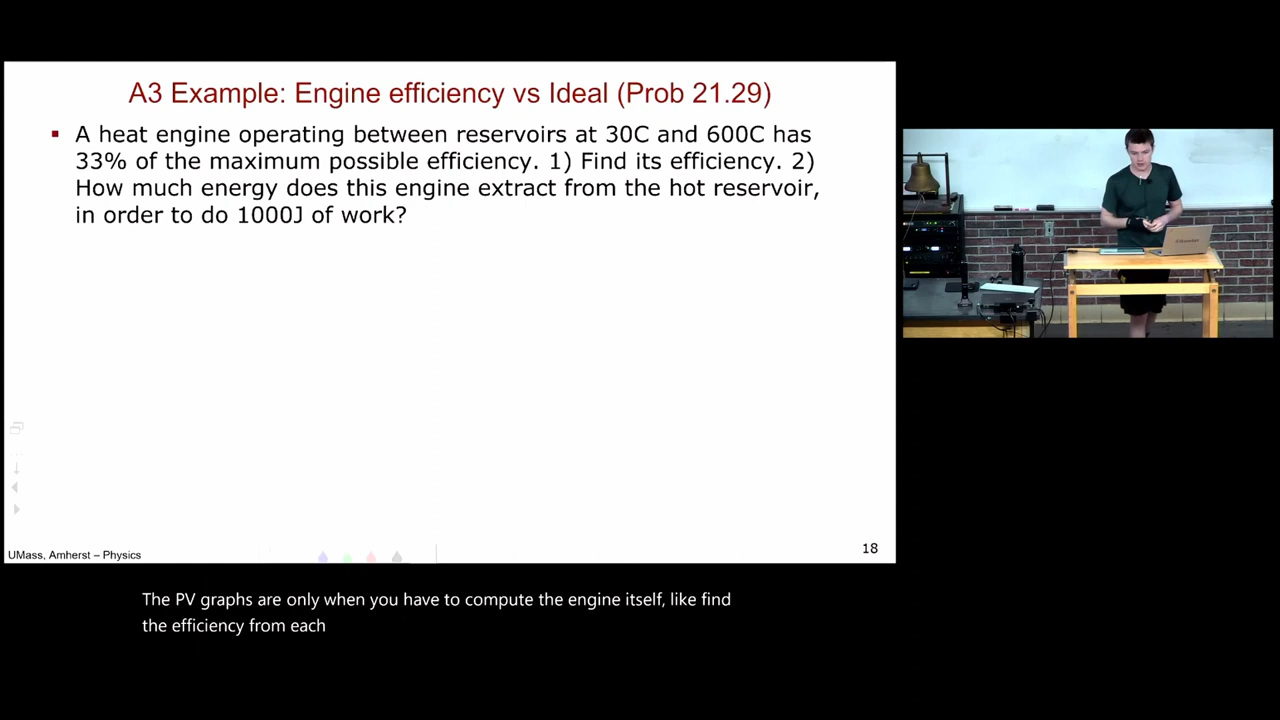 A3 Example: Engine efficiency vs Ideal (Prob 21.29)
▪ A heat engine operating between reservoirs at 30C and 600C has
33% of the maximum possible efficiency. 1) Find its efficiency. 2)
How much energy does this engine extract from the hot reservoir,
in order to do 1000J of work?
UMass, Amherst – Physics
18
The PV graphs are only when you have to compute the engine itself, like find
the efficiency from each